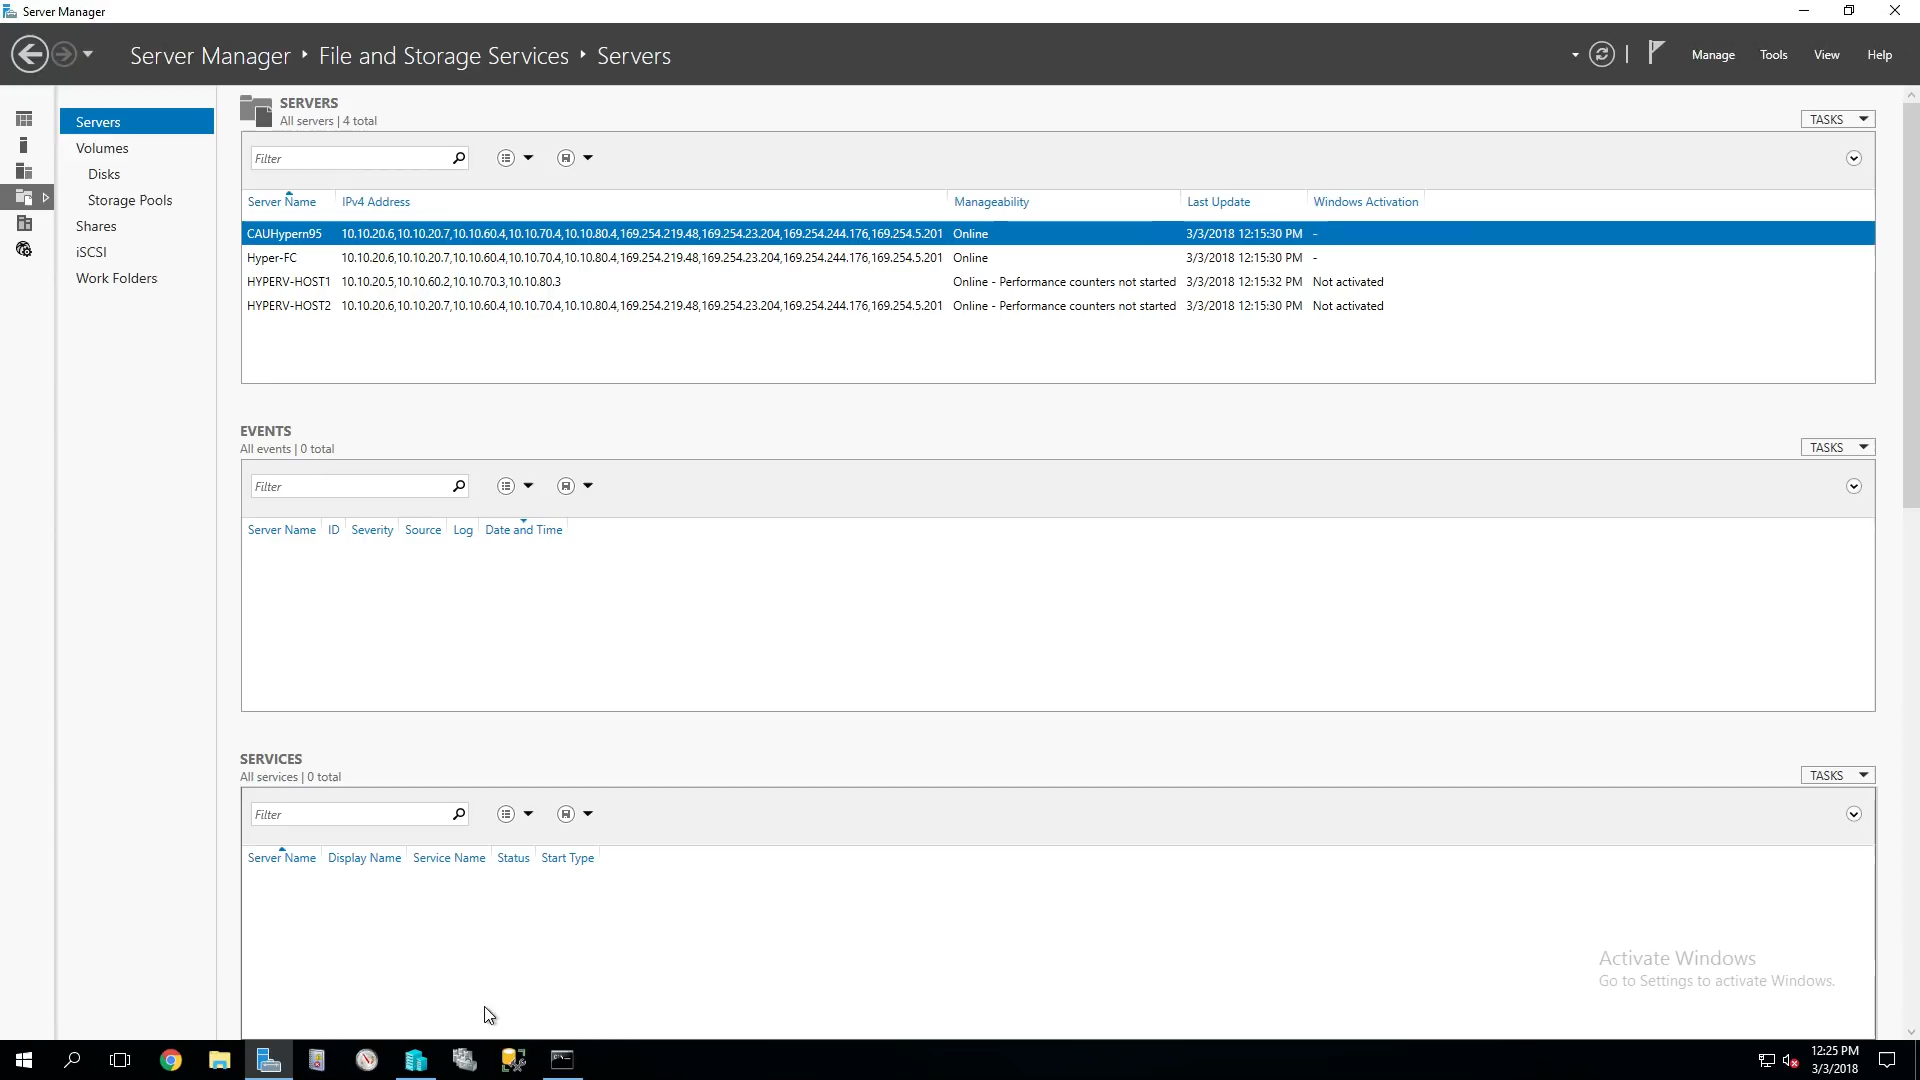 Server Manager
Server Manager ‣ File and Storage Services ‣ Servers
Manage Tools View Help
Servers
Volumes
Disks
Storage Pools
Shares
iSCSI
Work Folders
SERVERS
All servers | 4 total
TASKS
Filter
Server Name IPv4 Address Manageability Last Update Windows Activation
CAUHypern95 10.10.20.6,10.10.20.7,10.10.60.4,10.10.70.4,10.10.80.4,169.254.219.48,169.254.23.204,169.254.244.176,169.254.5.201 Online 3/3/2018 12:15:30 PM -
Hyper-FC 10.10.20.6,10.10.20.7,10.10.60.4,10.10.70.4,10.10.80.4,169.254.219.48,169.254.23.204,169.254.244.176,169.254.5.201 Online 3/3/2018 12:15:30 PM -
HYPERV-HOST1 10.10.20.5,10.10.60.2,10.10.70.3,10.10.80.3 Online - Performance counters not started 3/3/2018 12:15:32 PM Not activated
HYPERV-HOST2 10.10.20.6,10.10.20.7,10.10.60.4,10.10.70.4,10.10.80.4,169.254.219.48,169.254.23.204,169.254.244.176,169.254.5.201 Online - Performance counters not started 3/3/2018 12:15:30 PM Not activated
EVENTS
All events | 0 total
TASKS
Filter
Server Name ID Severity Source Log Date and Time
SERVICES
All services | 0 total
TASKS
Filter
Server Name Display Name Service Name Status Start Type
Activate Windows
Go to Settings to activate Windows.
12:25 PM
3/3/2018